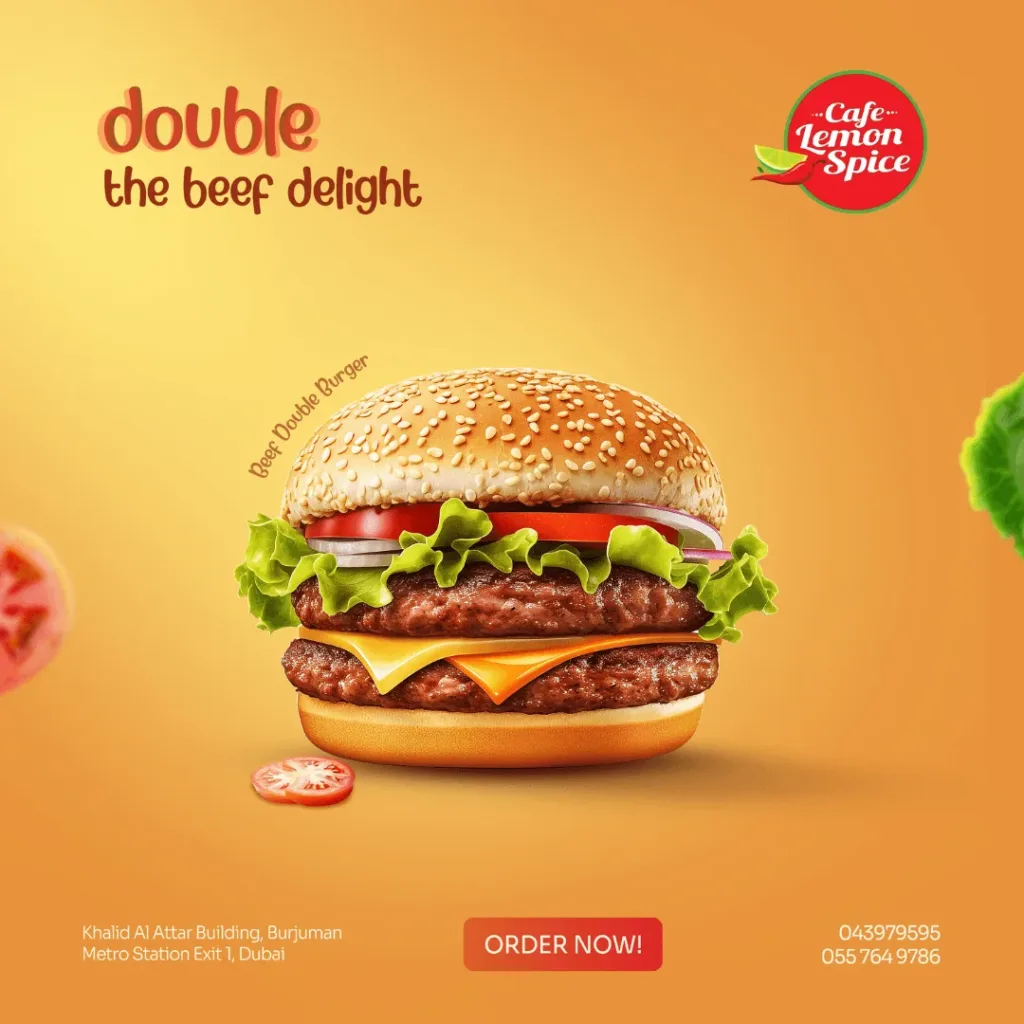 double
the beef delight
Cafe
Lemon
Spice
Beef Double Burger
Khalid Al Attar Building, Burjuman
Metro Station Exit 1, Dubai
ORDER NOW!
043979595
055 764 9786